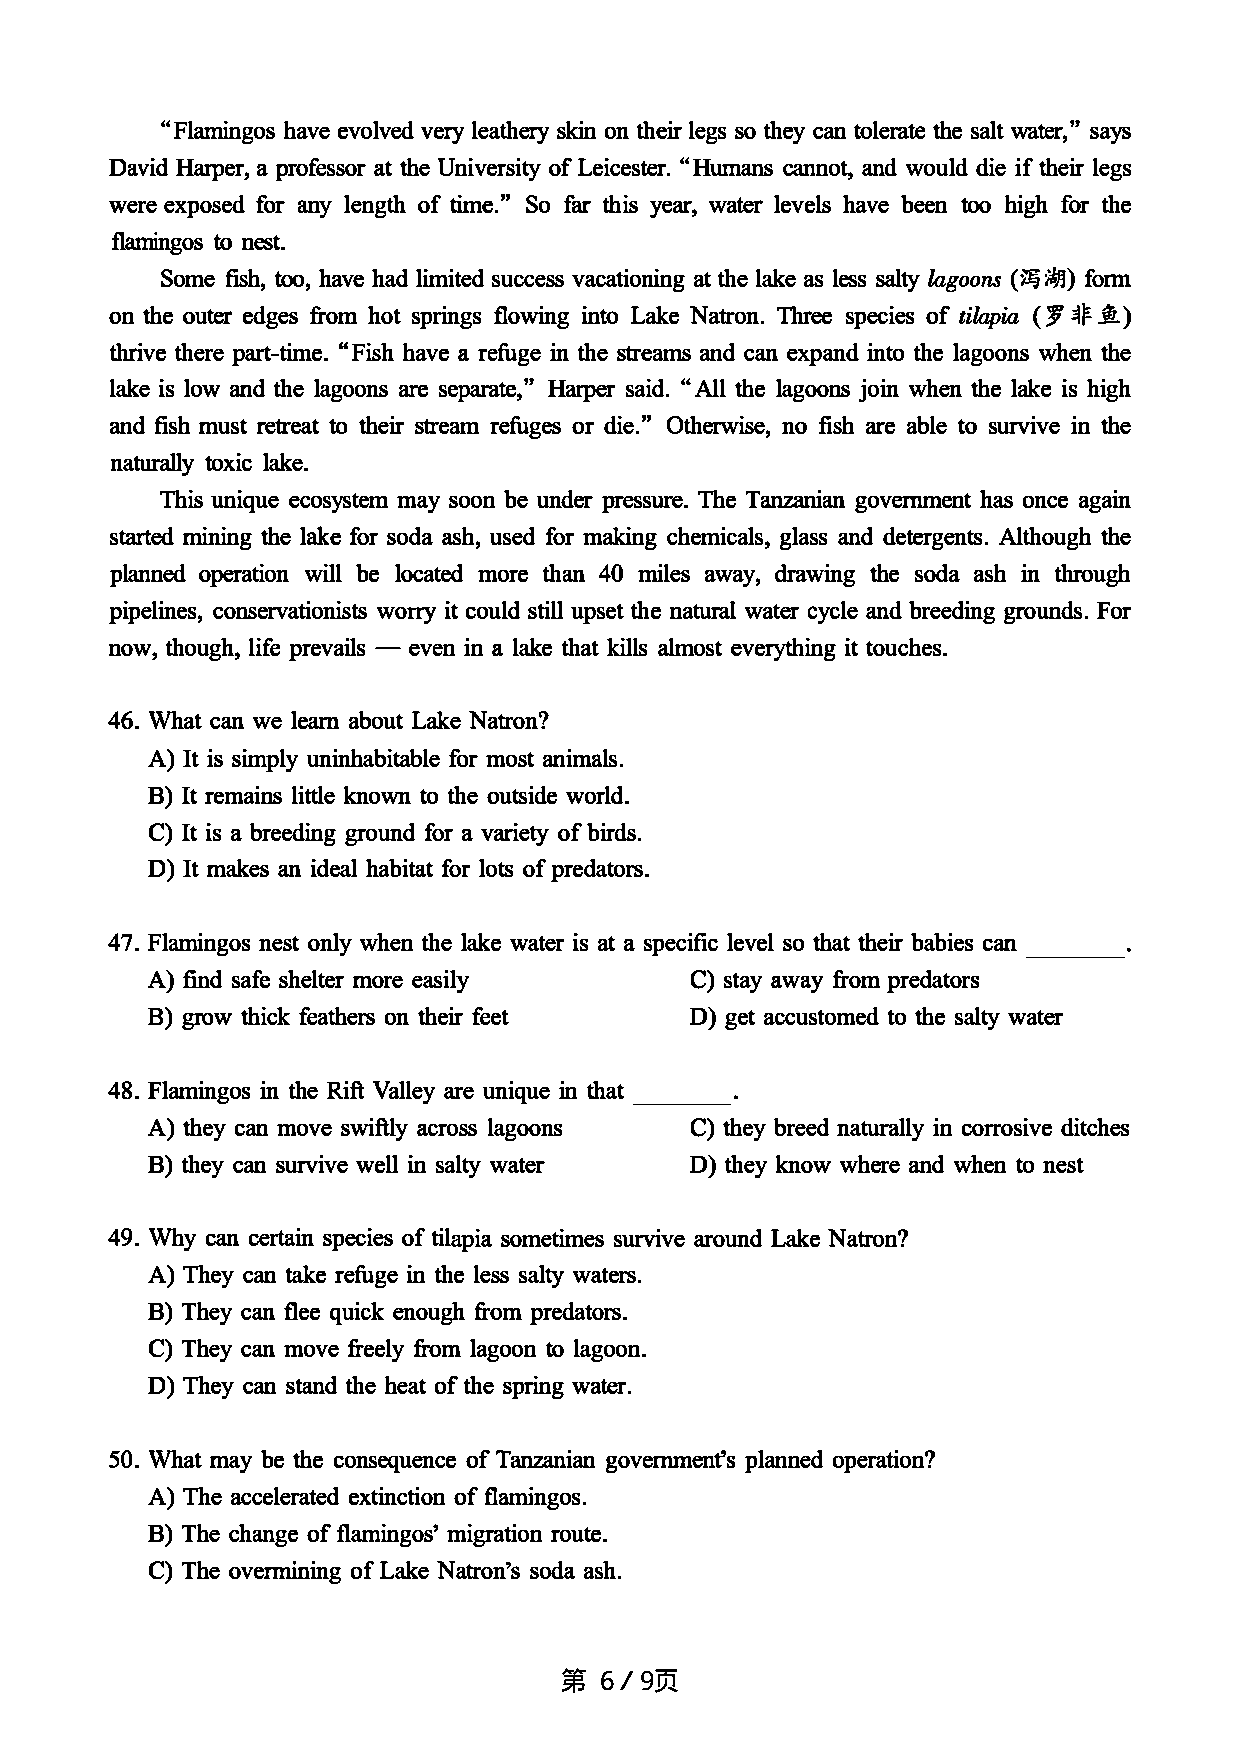 “Flamingos have evolved very leathery skin on their legs so they can tolerate the salt water,” says
David Harper, a professor at the University of Leicester. “Humans cannot, and would die if their legs
were exposed for any length of time.” So far this year, water levels have been too high for the
flamingos to nest.
Some fish, too, have had limited success vacationing at the lake as less salty lagoons (泻湖) form
on the outer edges from hot springs flowing into Lake Natron. Three species of tilapia (罗非鱼)
thrive there part-time. “Fish have a refuge in the streams and can expand into the lagoons when the
lake is low and the lagoons are separate,” Harper said. “All the lagoons join when the lake is high
and fish must retreat to their stream refuges or die.” Otherwise, no fish are able to survive in the
naturally toxic lake.
This unique ecosystem may soon be under pressure. The Tanzanian government has once again
started mining the lake for soda ash, used for making chemicals, glass and detergents. Although the
planned operation will be located more than 40 miles away, drawing the soda ash in through
pipelines, conservationists worry it could still upset the natural water cycle and breeding grounds. For
now, though, life prevails — even in a lake that kills almost everything it touches.
46. What can we learn about Lake Natron?
A) It is simply uninhabitable for most animals.
B) It remains little known to the outside world.
C) It is a breeding ground for a variety of birds.
D) It makes an ideal habitat for lots of predators.
47. Flamingos nest only when the lake water is at a specific level so that their babies can ________.
A) find safe shelter more easily C) stay away from predators
B) grow thick feathers on their feet D) get accustomed to the salty water
48. Flamingos in the Rift Valley are unique in that ________.
A) they can move swiftly across lagoons C) they breed naturally in corrosive ditches
B) they can survive well in salty water D) they know where and when to nest
49. Why can certain species of tilapia sometimes survive around Lake Natron?
A) They can take refuge in the less salty waters.
B) They can flee quick enough from predators.
C) They can move freely from lagoon to lagoon.
D) They can stand the heat of the spring water.
50. What may be the consequence of Tanzanian government’s planned operation?
A) The accelerated extinction of flamingos.
B) The change of flamingos’ migration route.
C) The overmining of Lake Natron’s soda ash.
第 6 / 9页